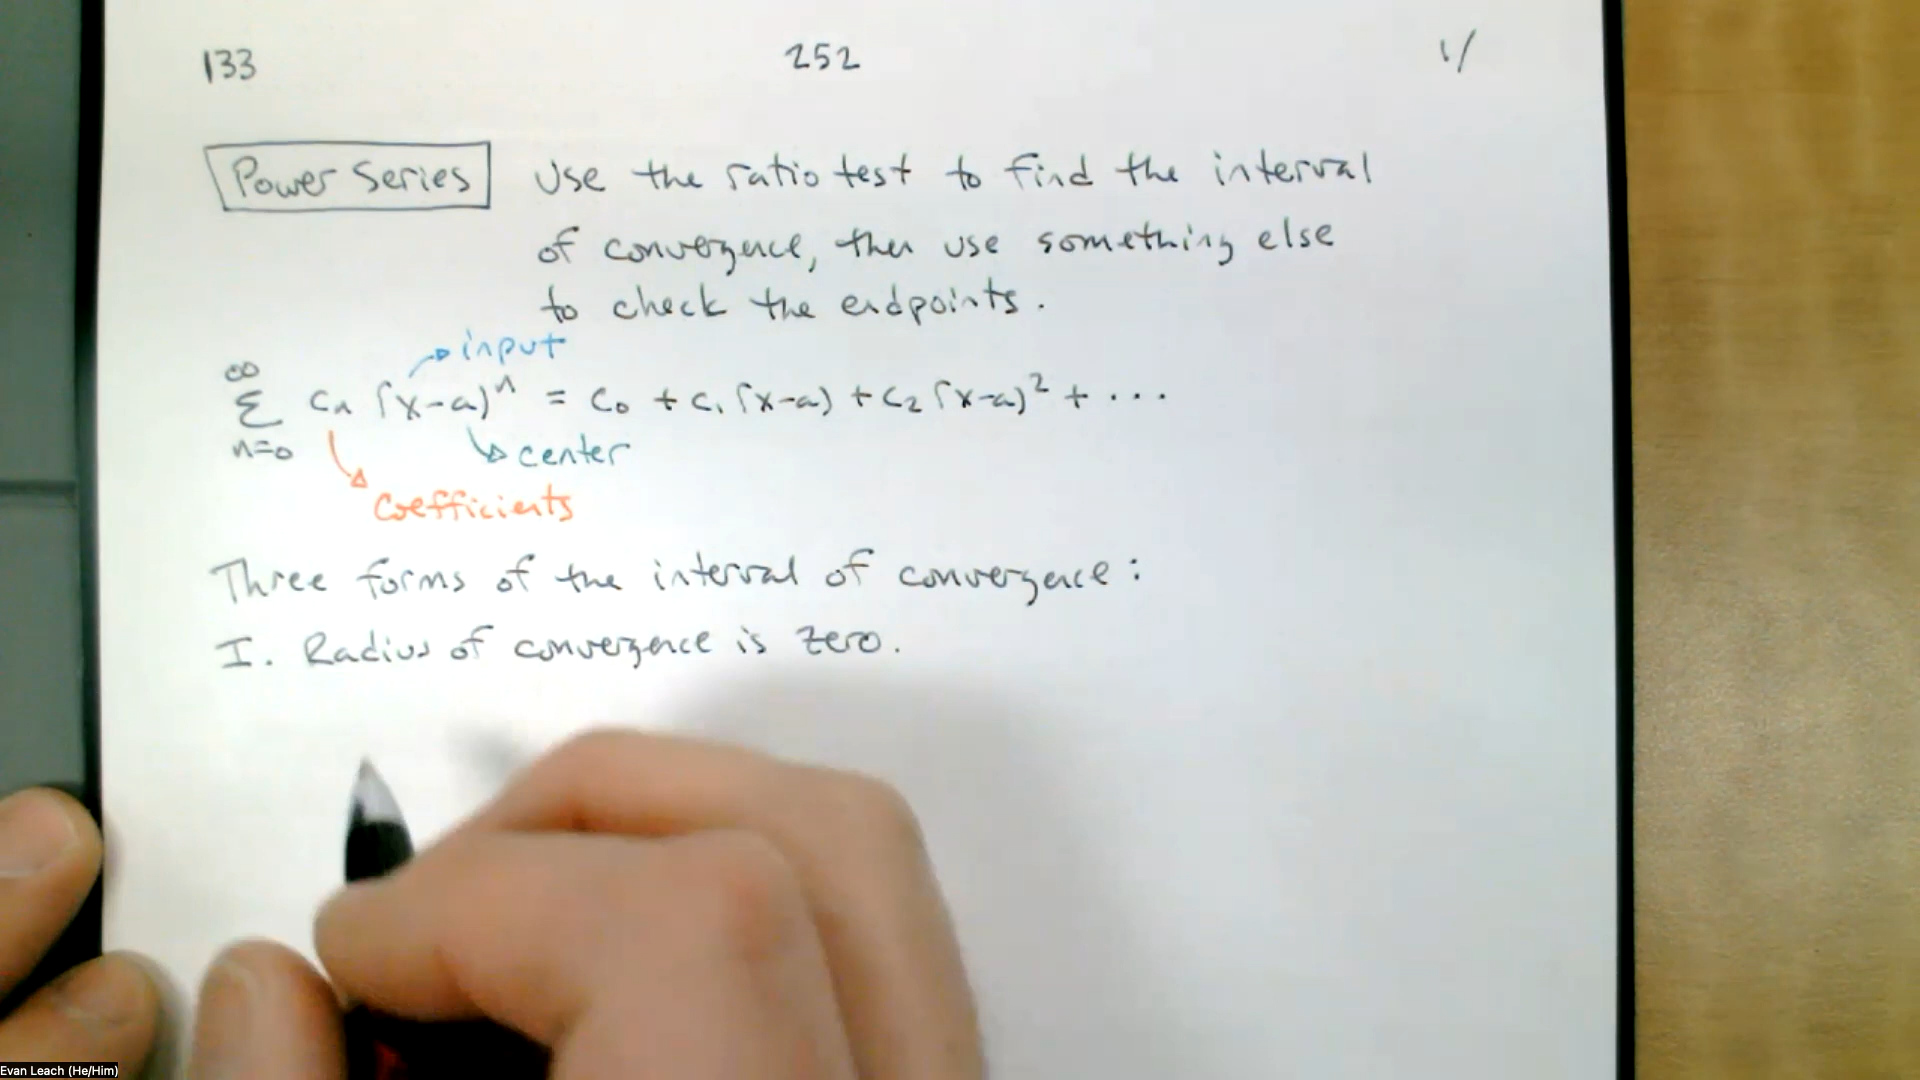 133 252 1/
Power Series Use the ratio test to find the interval
of convergence, then use something else
to check the endpoints.
input
∞
Σ cn (x-a)^n = c0 + c1 (x-a) + c2 (x-a)^2 + ...
n=0
center
Coefficients
Three forms of the interval of convergence:
I. Radius of convergence is zero.
Evan Leach (He/Him)